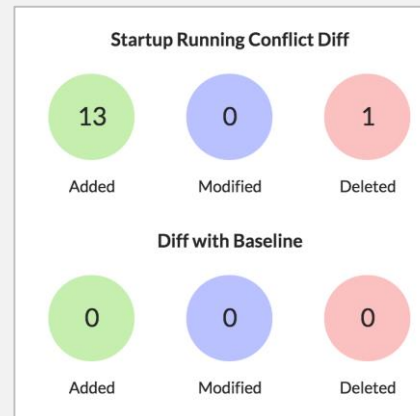 Startup Running Conflict Diff
13 0 1
Added Modified Deleted
Diff with Baseline
0 0 0
Added Modified Deleted